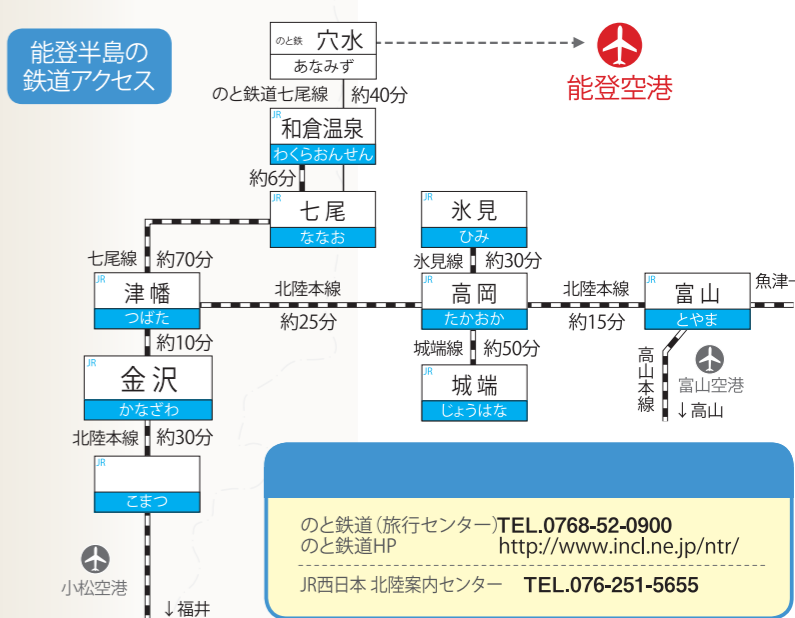 能登半島の
鉄道アクセス
のと鉄 穴水
あなみず
能登空港
のと鉄道七尾線 約40分
JR
和倉温泉
わくらおんせん
約6分
JR
七尾
ななお
JR
氷見
ひみ
七尾線 約70分
氷見線 約30分
JR
津幡
つばた
北陸本線
約25分
JR
高岡
たかおか
北陸本線
約15分
JR
富山
とやま
魚津
約10分
城端線 約50分
高山本線
富山空港
↓高山
JR
金沢
かなざわ
JR
城端
じょうはな
北陸本線 約30分
JR
こまつ
小松空港
↓福井
のと鉄道(旅行センター)TEL.0768-52-0900
のと鉄道HP http://www.incl.ne.jp/ntr/
JR西日本 北陸案内センター TEL.076-251-5655